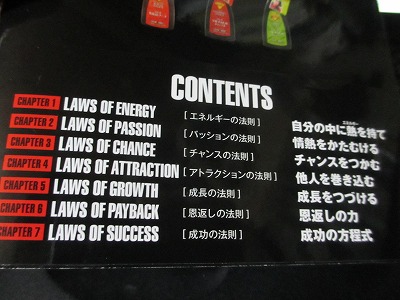 CONTENTS
CHAPTER 1 LAWS OF ENERGY [エネルギーの法則] 自分の中に熱を持て
CHAPTER 2 LAWS OF PASSION [パッションの法則] 情熱をかたむける
CHAPTER 3 LAWS OF CHANCE [チャンスの法則] チャンスをつかむ
CHAPTER 4 LAWS OF ATTRACTION [アトラクションの法則] 他人を巻き込む
CHAPTER 5 LAWS OF GROWTH [成長の法則] 成長をつづける
CHAPTER 6 LAWS OF PAYBACK [恩返しの法則] 恩返しの力
CHAPTER 7 LAWS OF SUCCESS [成功の法則] 成功の方程式